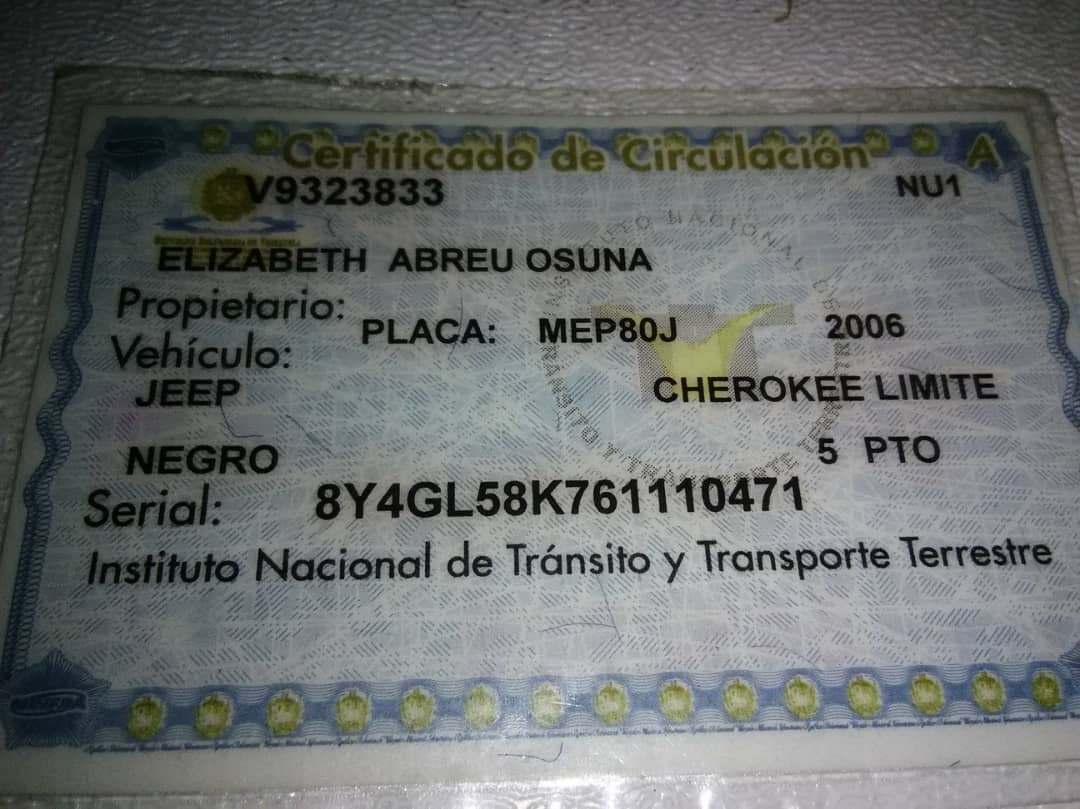 Certificado de Circulación A
V9323833 NU1
ELIZABETH ABREU OSUNA
Propietario:
PLACA: MEP80J 2006
Vehículo:
JEEP CHEROKEE LIMITE
NEGRO 5 PTO
Serial: 8Y4GL58K761110471
Instituto Nacional de Tránsito y Transporte Terrestre